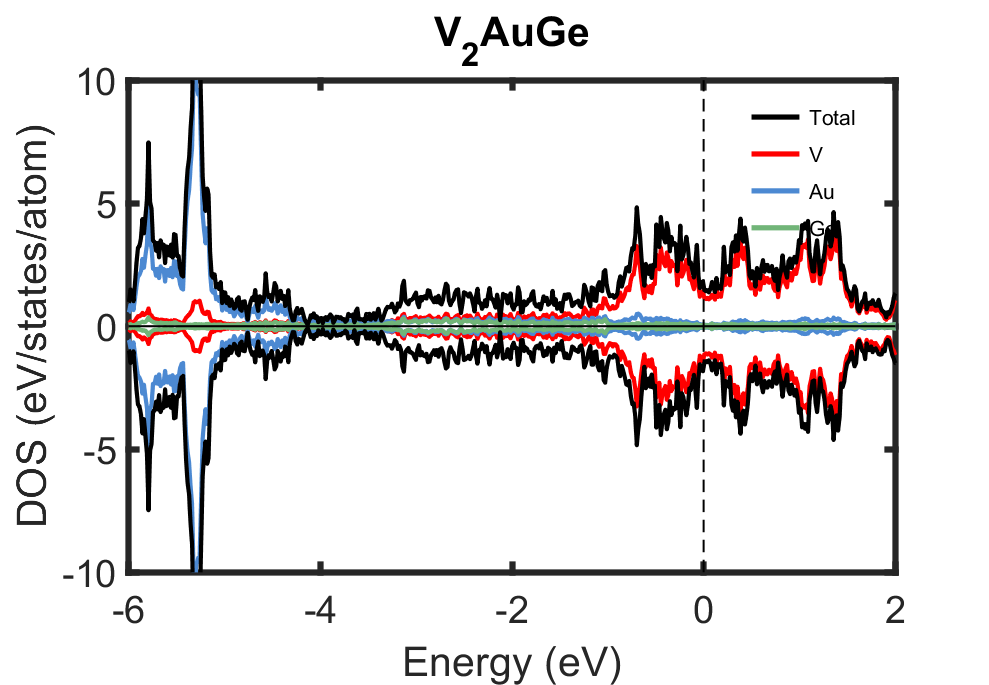 V2AuGe
10
5
0
-5
-10
DOS (eV/states/atom)
Total
V
Au
G
-6
-4
-2
0
2
Energy (eV)